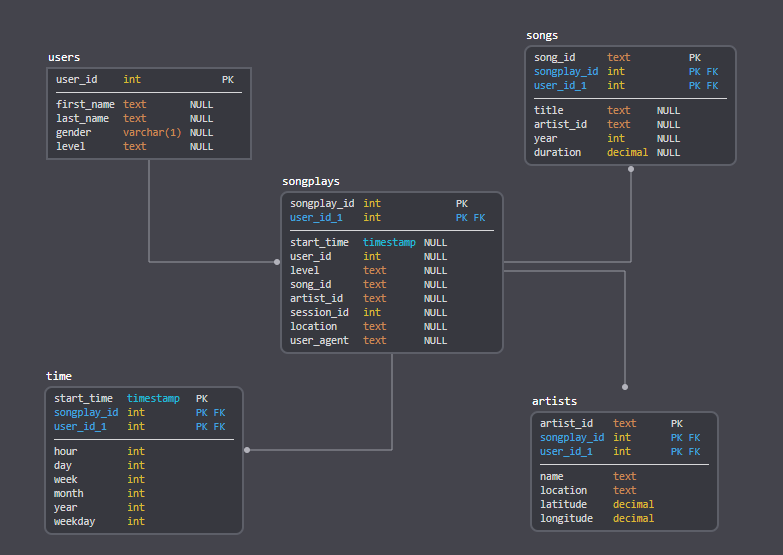 users
user_id int PK
first_name text NULL
last_name text NULL
gender varchar(1) NULL
level text NULL
songs
song_id text PK
songplay_id int PK FK
user_id_1 int PK FK
title text NULL
artist_id text NULL
year int NULL
duration decimal NULL
songplays
songplay_id int PK
user_id_1 int PK FK
start_time timestamp NULL
user_id int NULL
level text NULL
song_id text NULL
artist_id text NULL
session_id int NULL
location text NULL
user_agent text NULL
time
start_time timestamp PK
songplay_id int PK FK
user_id_1 int PK FK
hour int
day int
week int
month int
year int
weekday int
artists
artist_id text PK
songplay_id int PK FK
user_id_1 int PK FK
name text
location text
latitude decimal
longitude decimal